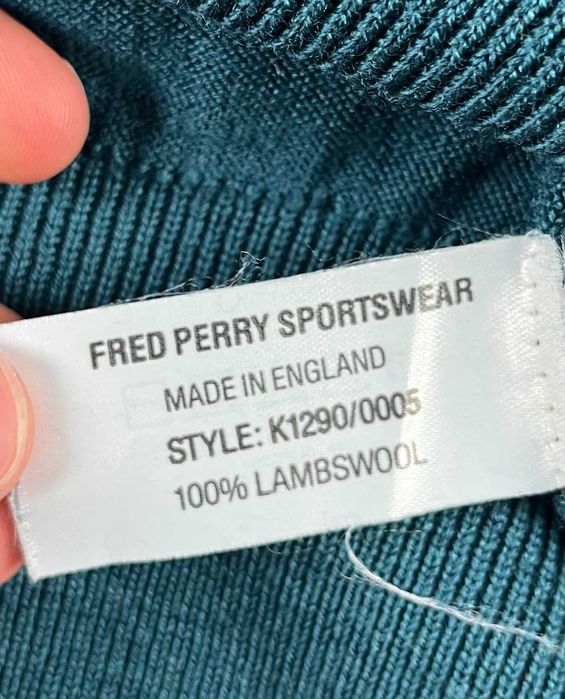 FRED PERRY SPORTSWEAR
MADE IN ENGLAND
STYLE: K1290/0005
100% LAMBSWOOL